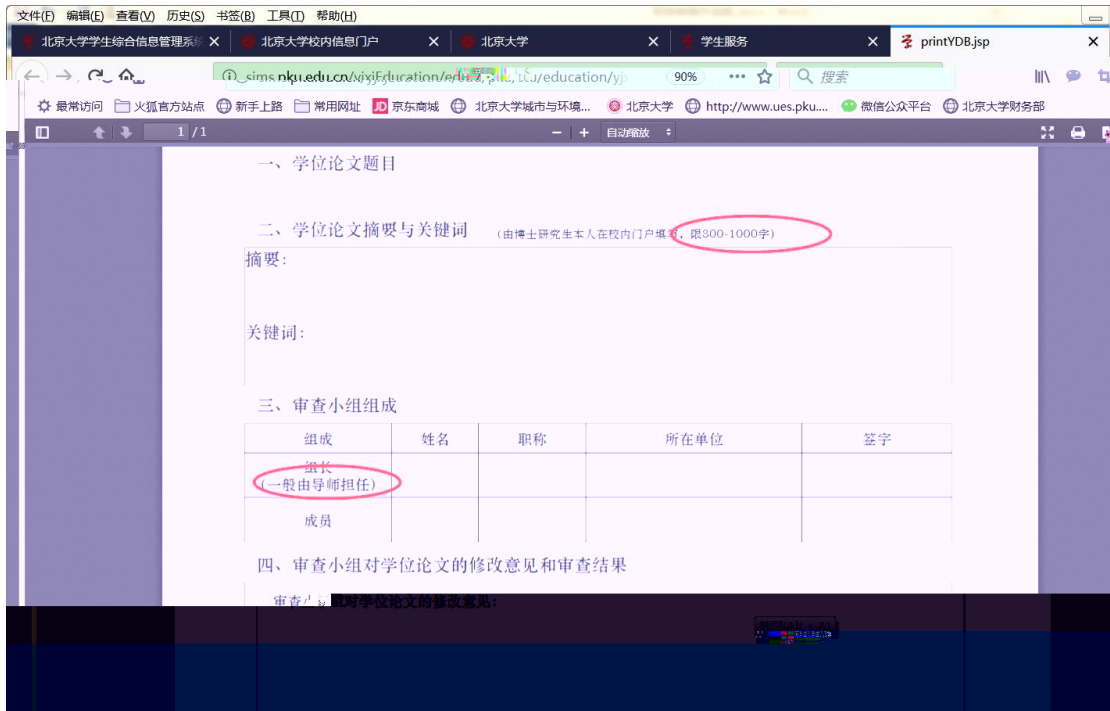 文件(F) 编辑(E) 查看(V) 历史(S) 书签(B) 工具(T) 帮助(H)
北京大学学生综合信息管理系统 北京大学校内信息门户 北京大学 学生服务 printYDB.jsp
90% 搜索
最常访问 火狐官方站点 新手上路 常用网址 京东商城 北京大学城市与环境... 北京大学 http://www.ues.pku.... 微信公众平台 北京大学财务部
1 / 1 自动缩放
一、学位论文题目
二、学位论文摘要与关键词 (由博士研究生本人在校内门户填写, 限800-1000字)
摘要:
关键词:
三、审查小组组成
组成 姓名 职称 所在单位 签字
组长
(一般由导师担任)
成员
四、审查小组对学位论文的修改意见和审查结果
审查小组对学位论文的修改意见: